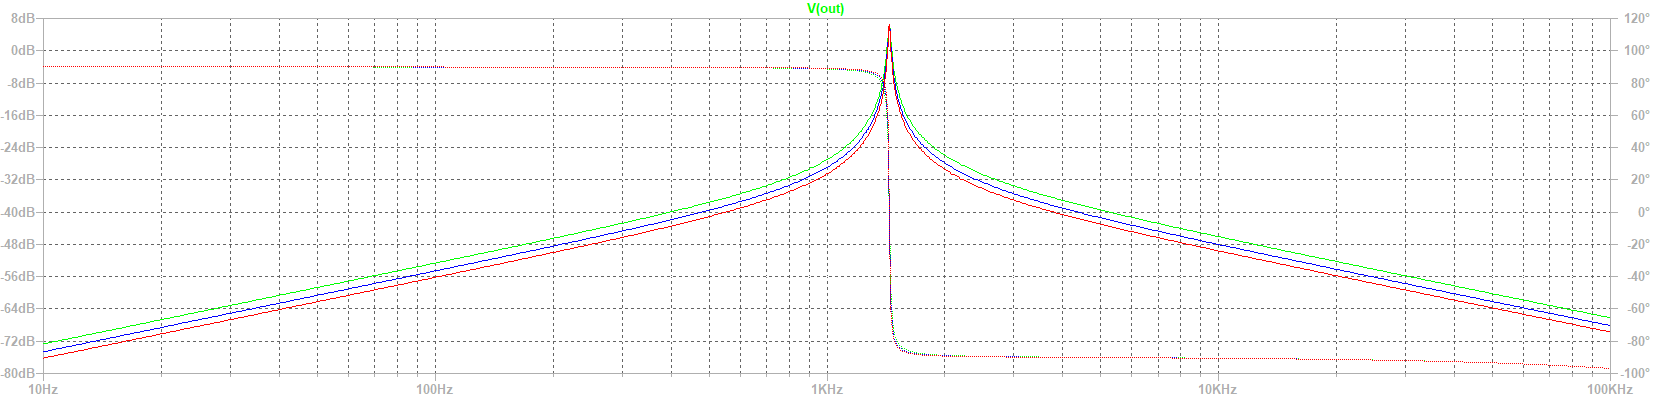 V(out)
8dB 120°
0dB 100°
-8dB 80°
-16dB 60°
-24dB 40°
-32dB 20°
-40dB 0°
-48dB -20°
-56dB -40°
-64dB -60°
-72dB -80°
-80dB -100°
10Hz 100Hz 1KHz 10KHz 100KHz